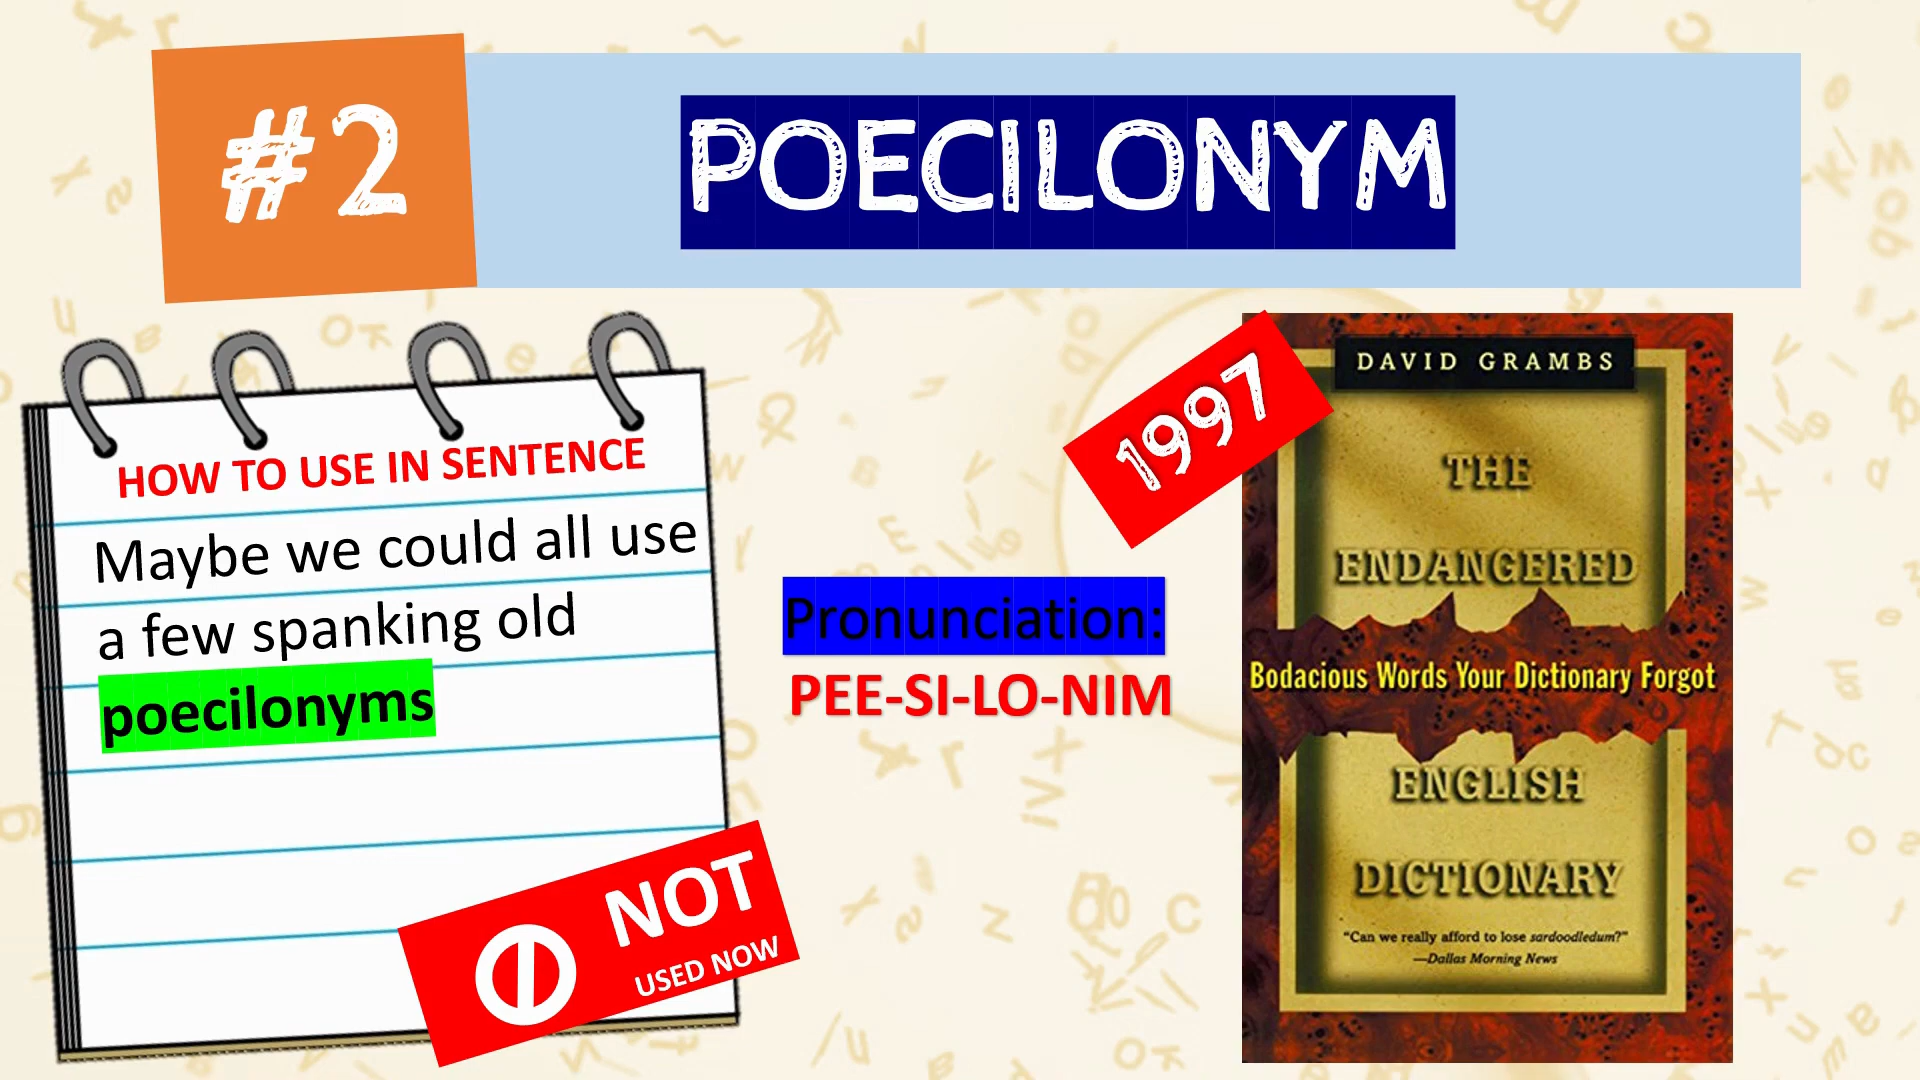 #2
POECILONYM
HOW TO USE IN SENTENCE
Maybe we could all use
a few spanking old
poecilonyms
NOT
USED NOW
Pronunciation:
PEE-SI-LO-NIM
1997
DAVID GRAMBS
THE
ENDANGERED
Bodacious Words Your Dictionary Forgot
ENGLISH
DICTIONARY
“Can we really afford to lose sardoodledum?”
—Dallas Morning News